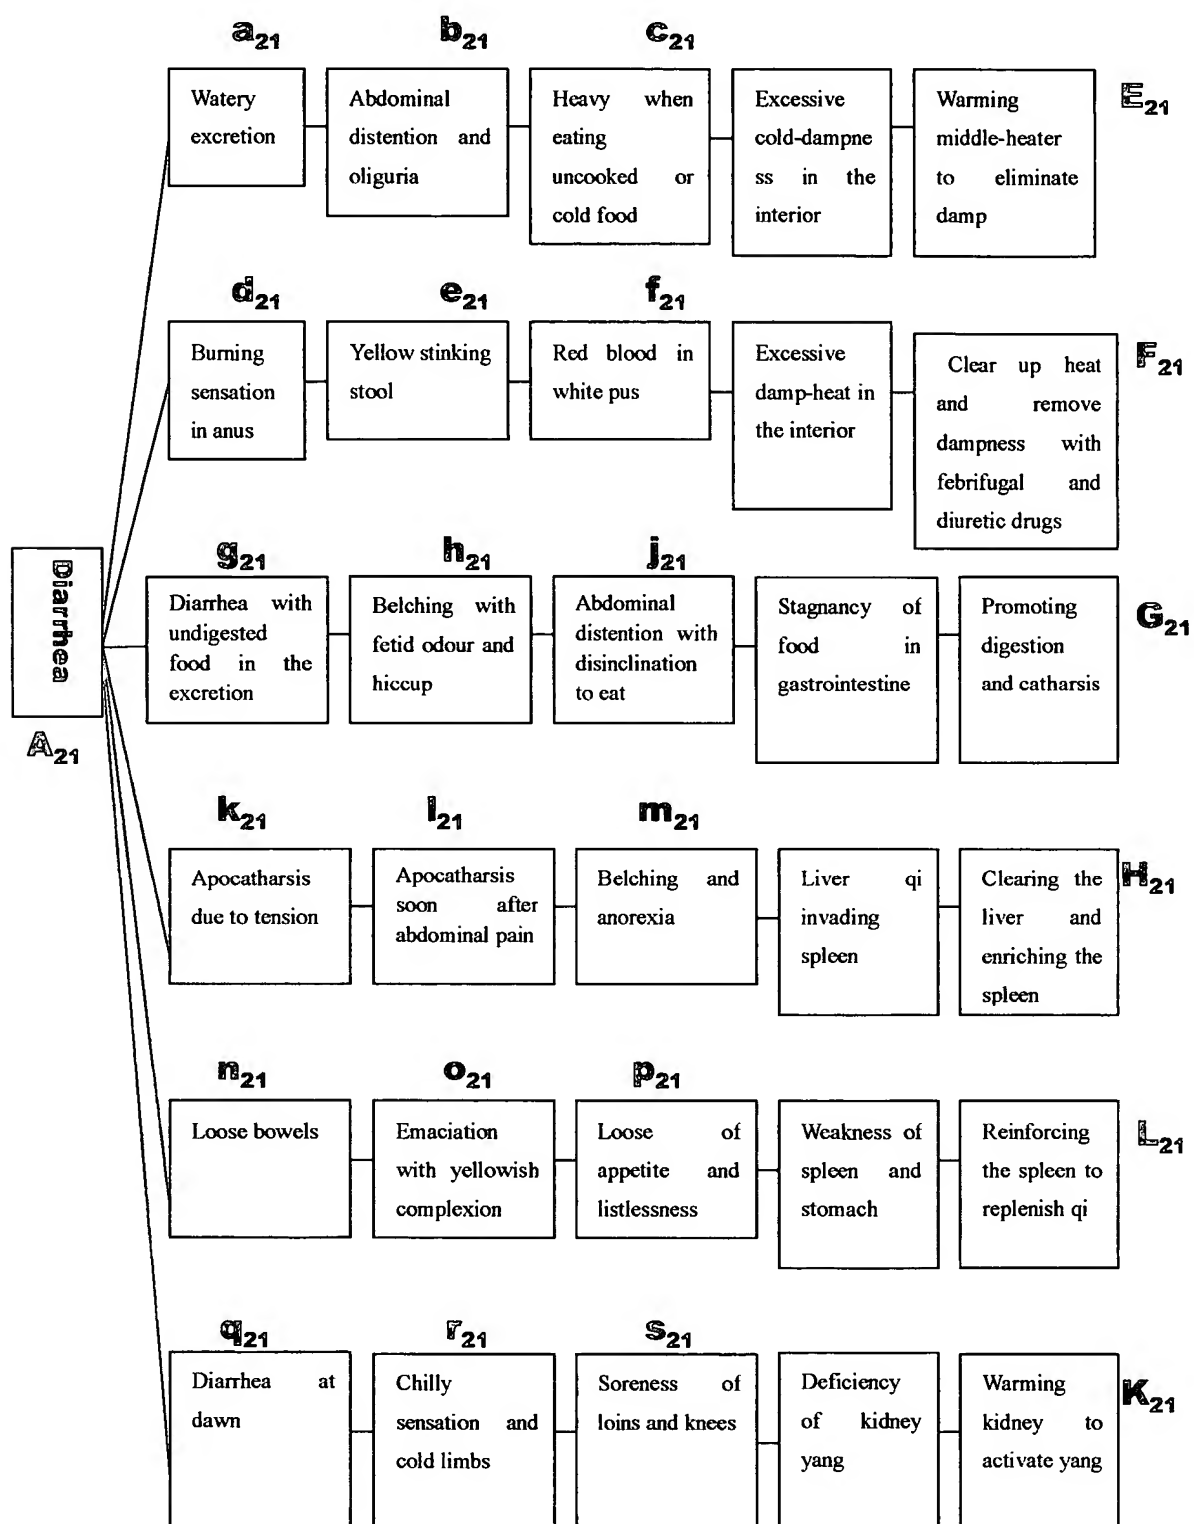 a21 b21 c21
Watery
excretion
Abdominal
distention and
oliguria
Heavy when
eating
uncooked or
cold food
Excessive
cold-dampne
ss in the
interior
Warming
middle-heater
to eliminate
damp
E21
d21 e21 f21
Burning
sensation
in anus
Yellow stinking
stool
Red blood in
white pus
Excessive
damp-heat in
the interior
Clear up heat
and remove
dampness with
febrifugal and
diuretic drugs
F21
Diarrhea
A21
g21 h21 j21
Diarrhea with
undigested
food in the
excretion
Belching with
fetid odour and
hiccup
Abdominal
distention with
disinclination
to eat
Stagnancy of
food in
gastrointestine
Promoting
digestion
and catharsis
G21
k21 l21 m21
Apocatharsis
due to tension
Apocatharsis
soon after
abdominal pain
Belching and
anorexia
Liver qi
invading
spleen
Clearing the
liver and
enriching the
spleen
H21
n21 o21 p21
Loose bowels
Emaciation
with yellowish
complexion
Loose of
appetite and
listlessness
Weakness of
spleen and
stomach
Reinforcing
the spleen to
replenish qi
L21
q21 r21 s21
Diarrhea at
dawn
Chilly
sensation and
cold limbs
Soreness of
loins and knees
Deficiency
of kidney
yang
Warming
kidney to
activate yang
K21